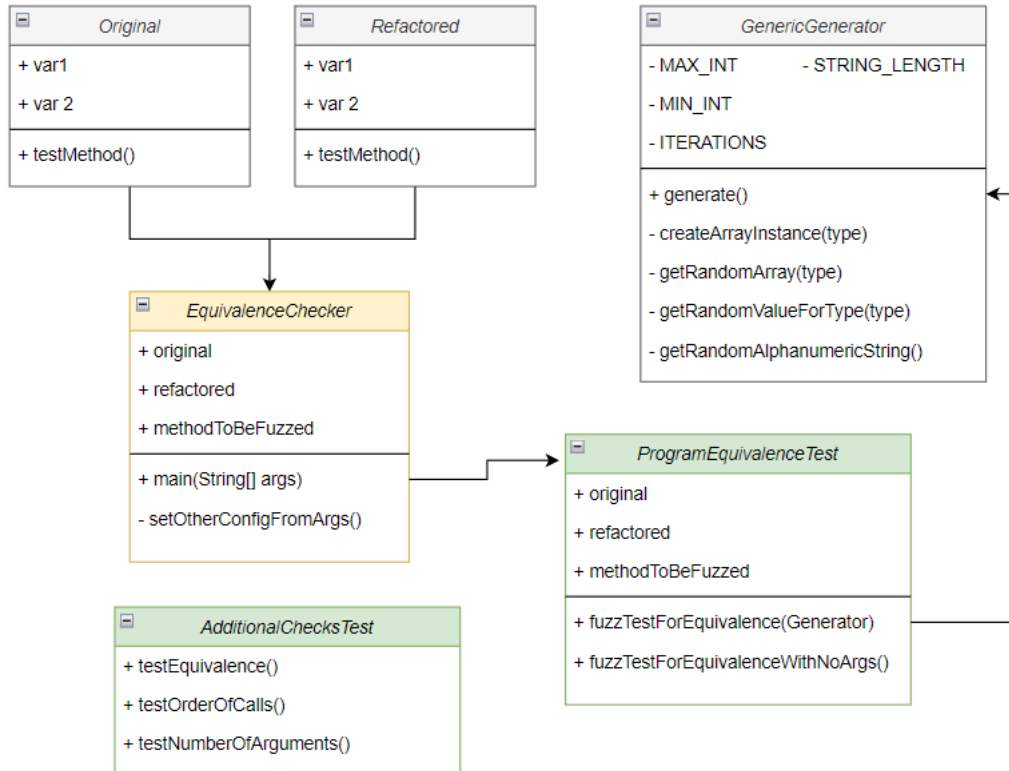 Original
+ var1
+ var 2
+ testMethod()
Refactored
+ var1
+ var 2
+ testMethod()
GenericGenerator
- MAX_INT - STRING_LENGTH
- MIN_INT
- ITERATIONS
+ generate()
- createArrayInstance(type)
- getRandomArray(type)
- getRandomValueForType(type)
- getRandomAlphanumericString()
EquivalenceChecker
+ original
+ refactored
+ methodToBeFuzzed
+ main(String[] args)
- setOtherConfigFromArgs()
ProgramEquivalenceTest
+ original
+ refactored
+ methodToBeFuzzed
+ fuzzTestForEquivalence(Generator)
+ fuzzTestForEquivalenceWithNoArgs()
AdditionalChecksTest
+ testEquivalence()
+ testOrderOfCalls()
+ testNumberOfArguments()